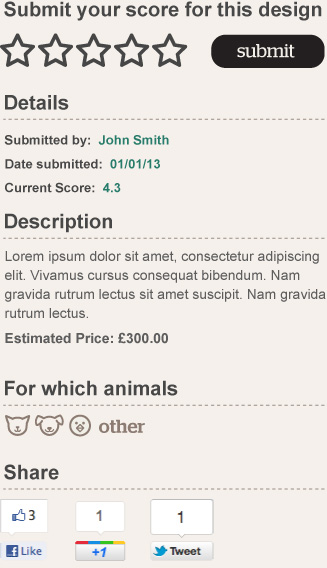 Submit your score for this design
submit
Details
Submitted by: John Smith
Date submitted: 01/01/13
Current Score: 4.3
Description
Lorem ipsum dolor sit amet, consectetur adipiscing
elit. Vivamus cursus consequat bibendum. Nam
gravida rutrum lectus sit amet suscipit. Nam gravida
rutrum lectus.
Estimated Price: £300.00
For which animals
other
Share
3 1 1
Like +1 Tweet